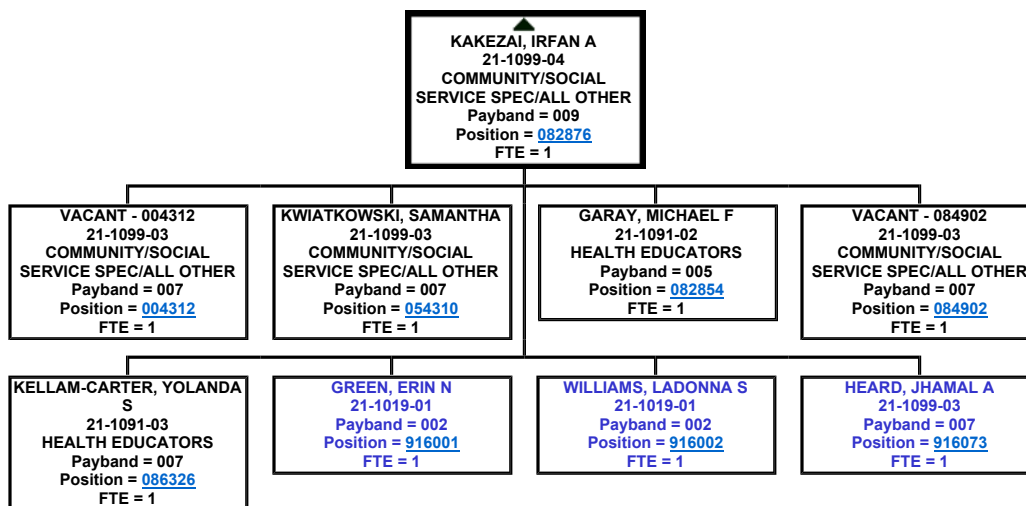 KAKEZAI, IRFAN A
21-1099-04
COMMUNITY/SOCIAL
SERVICE SPEC/ALL OTHER
Payband = 009
Position = 082876
FTE = 1
VACANT - 004312
21-1099-03
COMMUNITY/SOCIAL
SERVICE SPEC/ALL OTHER
Payband = 007
Position = 004312
FTE = 1
KWIATKOWSKI, SAMANTHA
21-1099-03
COMMUNITY/SOCIAL
SERVICE SPEC/ALL OTHER
Payband = 007
Position = 054310
FTE = 1
GARAY, MICHAEL F
21-1091-02
HEALTH EDUCATORS
Payband = 005
Position = 082854
FTE = 1
VACANT - 084902
21-1099-03
COMMUNITY/SOCIAL
SERVICE SPEC/ALL OTHER
Payband = 007
Position = 084902
FTE = 1
KELLAM-CARTER, YOLANDA
S
21-1091-03
HEALTH EDUCATORS
Payband = 007
Position = 086326
FTE = 1
GREEN, ERIN N
21-1019-01
Payband = 002
Position = 916001
FTE = 1
WILLIAMS, LADONNA S
21-1019-01
Payband = 002
Position = 916002
FTE = 1
HEARD, JHAMAL A
21-1099-03
Payband = 007
Position = 916073
FTE = 1